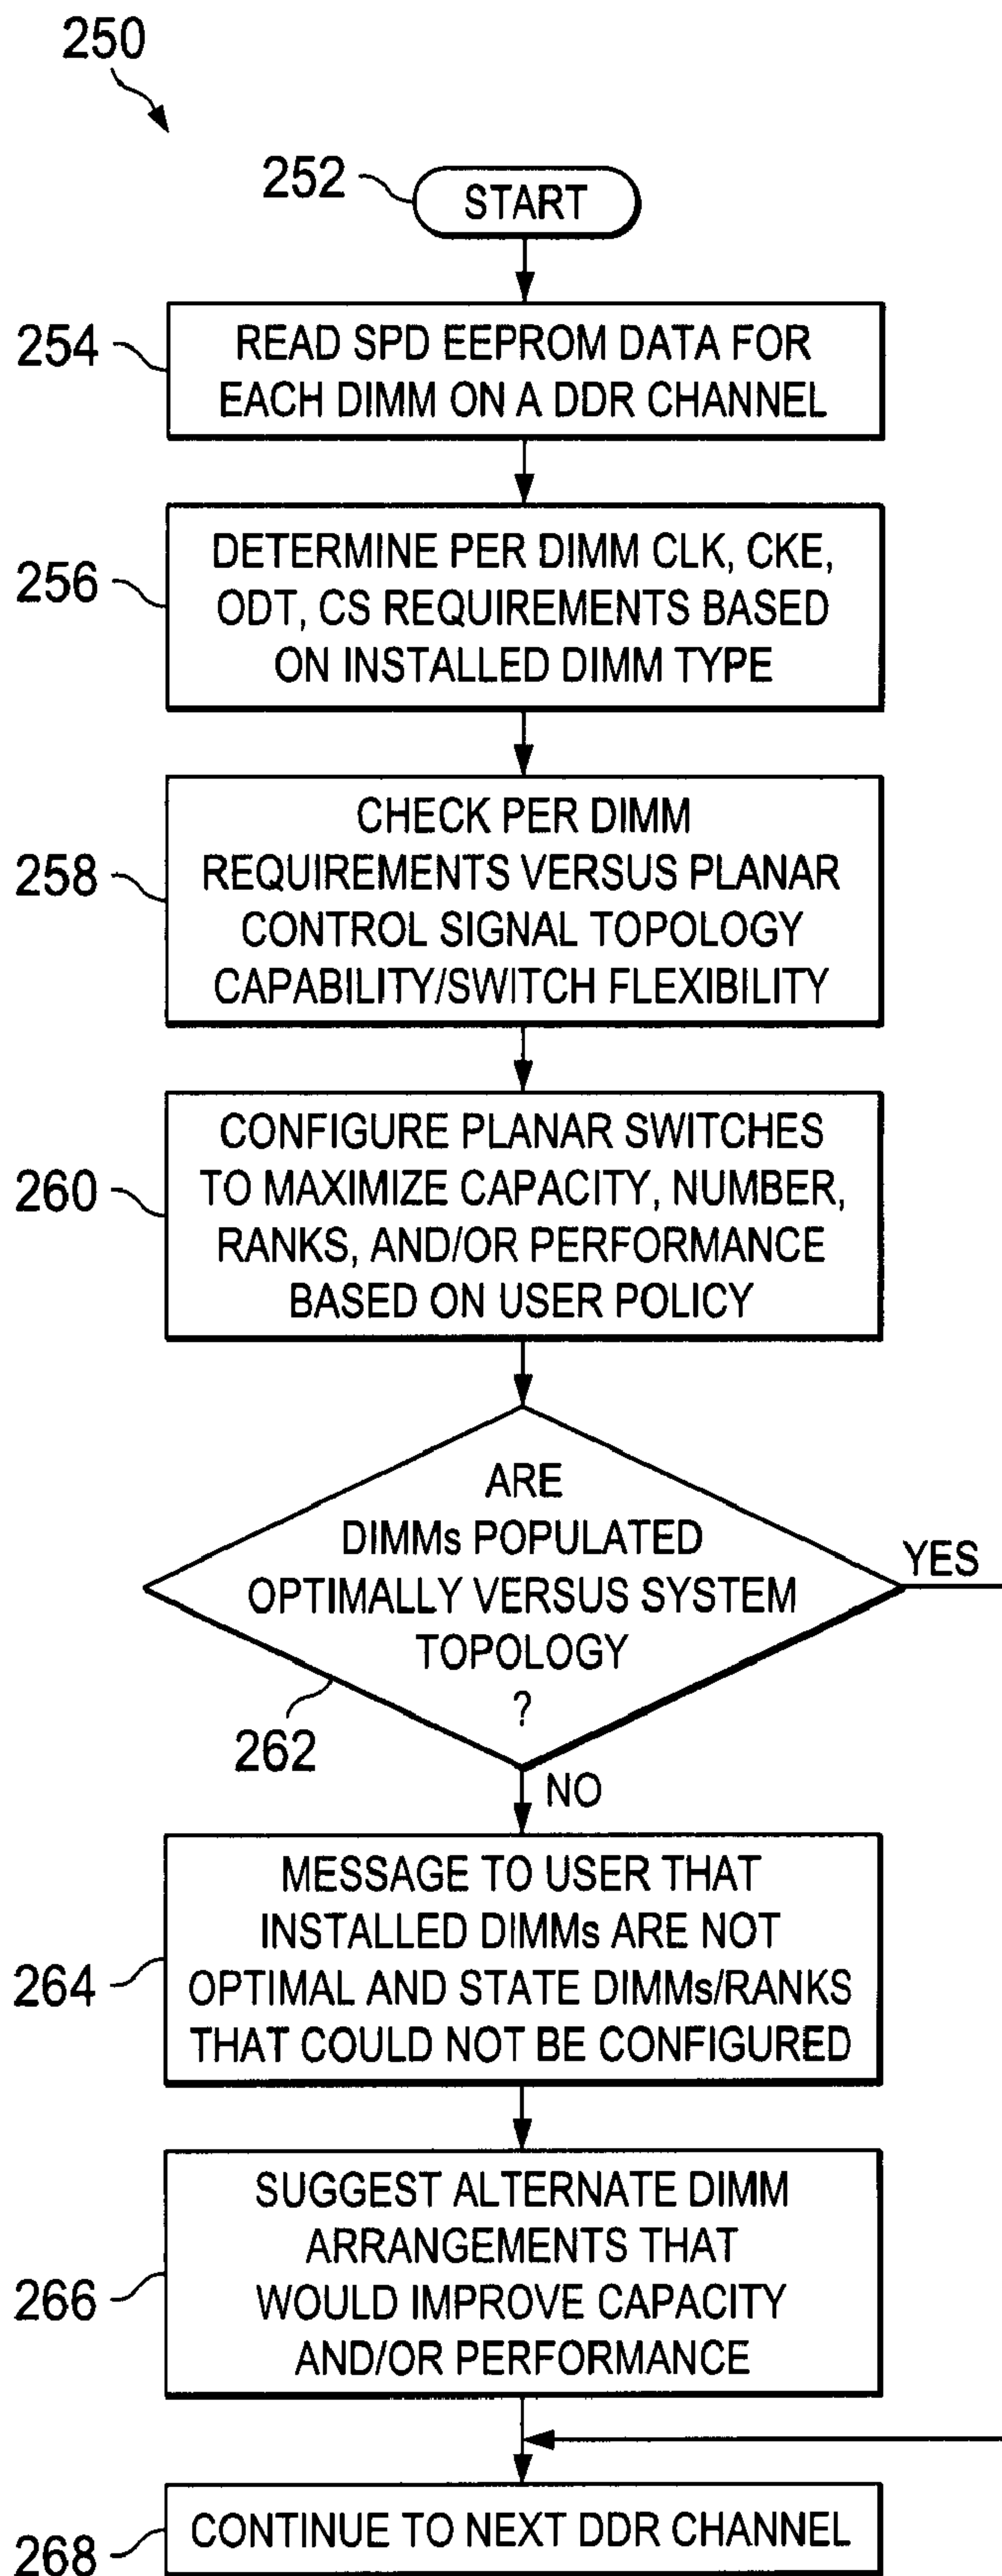 250
252
START
254
READ SPD EEPROM DATA FOR
EACH DIMM ON A DDR CHANNEL
256
DETERMINE PER DIMM CLK, CKE,
ODT, CS REQUIREMENTS BASED
ON INSTALLED DIMM TYPE
258
CHECK PER DIMM
REQUIREMENTS VERSUS PLANAR
CONTROL SIGNAL TOPOLOGY
CAPABILITY/SWITCH FLEXIBILITY
260
CONFIGURE PLANAR SWITCHES
TO MAXIMIZE CAPACITY, NUMBER,
RANKS, AND/OR PERFORMANCE
BASED ON USER POLICY
ARE
DIMMs POPULATED
OPTIMALLY VERSUS SYSTEM
TOPOLOGY
?
YES
262
NO
264
MESSAGE TO USER THAT
INSTALLED DIMMs ARE NOT
OPTIMAL AND STATE DIMMs/RANKS
THAT COULD NOT BE CONFIGURED
266
SUGGEST ALTERNATE DIMM
ARRANGEMENTS THAT
WOULD IMPROVE CAPACITY
AND/OR PERFORMANCE
268
CONTINUE TO NEXT DDR CHANNEL